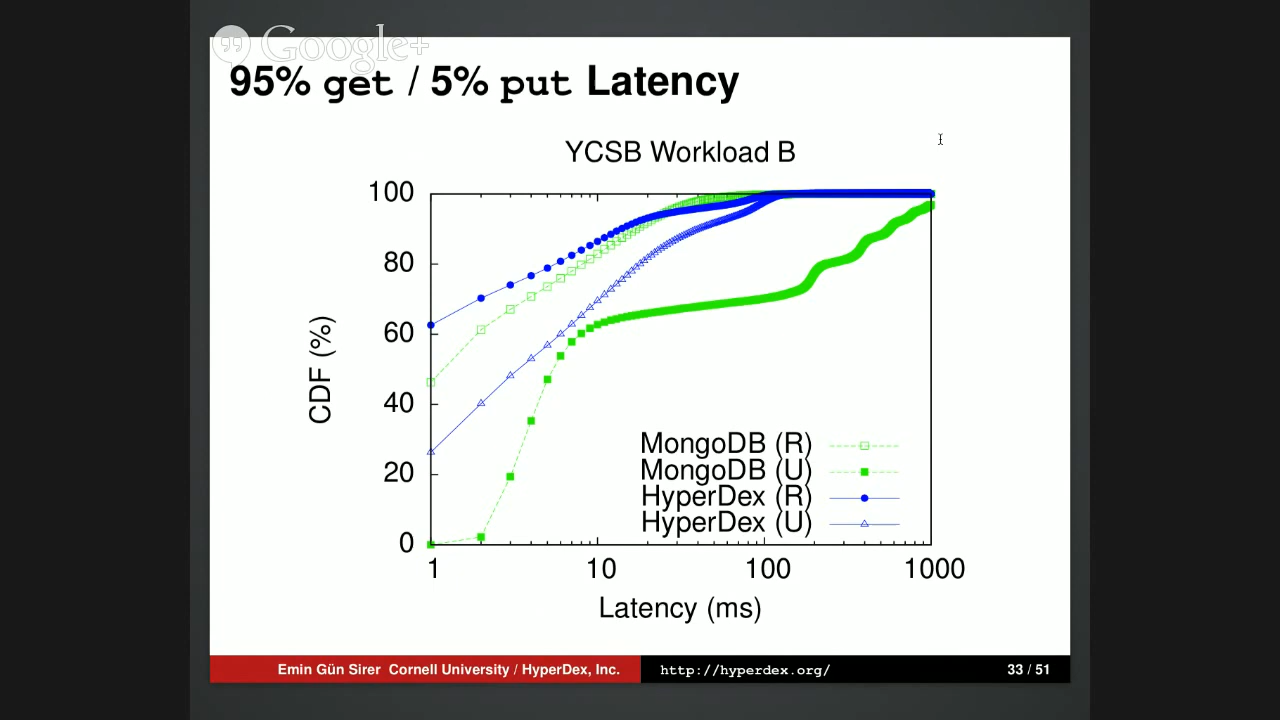 Google+
95% get / 5% put Latency
YCSB Workload B
100
80
60
40
20
0
CDF (%)
1 10 100 1000
Latency (ms)
MongoDB (R)
MongoDB (U)
HyperDex (R)
HyperDex (U)
Emin Gün Sirer Cornell University / HyperDex, Inc. http://hyperdex.org/ 33 / 51